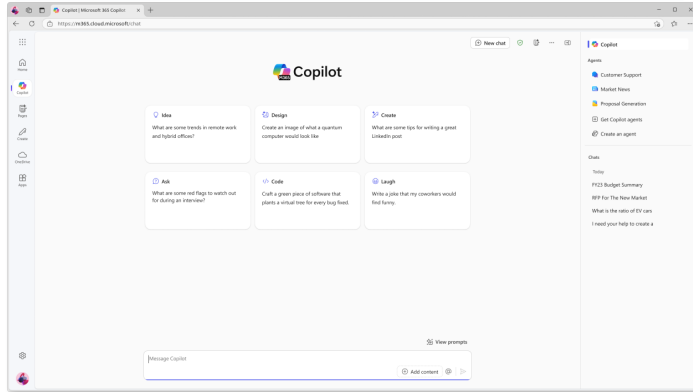 Copilot | Microsoft 365 Copilot
https://m365.cloud.microsoft/chat
Home
Copilot
Pages
Create
OneDrive
Apps
New chat
M365
Copilot
Idea
What are some trends in remote work
and hybrid offices?
Design
Create an image of what a quantum
computer would look like
Create
What are some tips for writing a great
LinkedIn post
Ask
What are some red flags to watch out
for during an interview?
Code
Craft a green piece of software that
plants a virtual tree for every bug fixed.
Laugh
Write a joke that my coworkers would
find funny.
View prompts
Message Copilot
Add content
Copilot
Agents
Customer Support
Market News
Proposal Generation
Get Copilot agents
Create an agent
Chats
Today
FY23 Budget Summary
RFP For The New Market
What is the ratio of EV cars
I need your help to create a